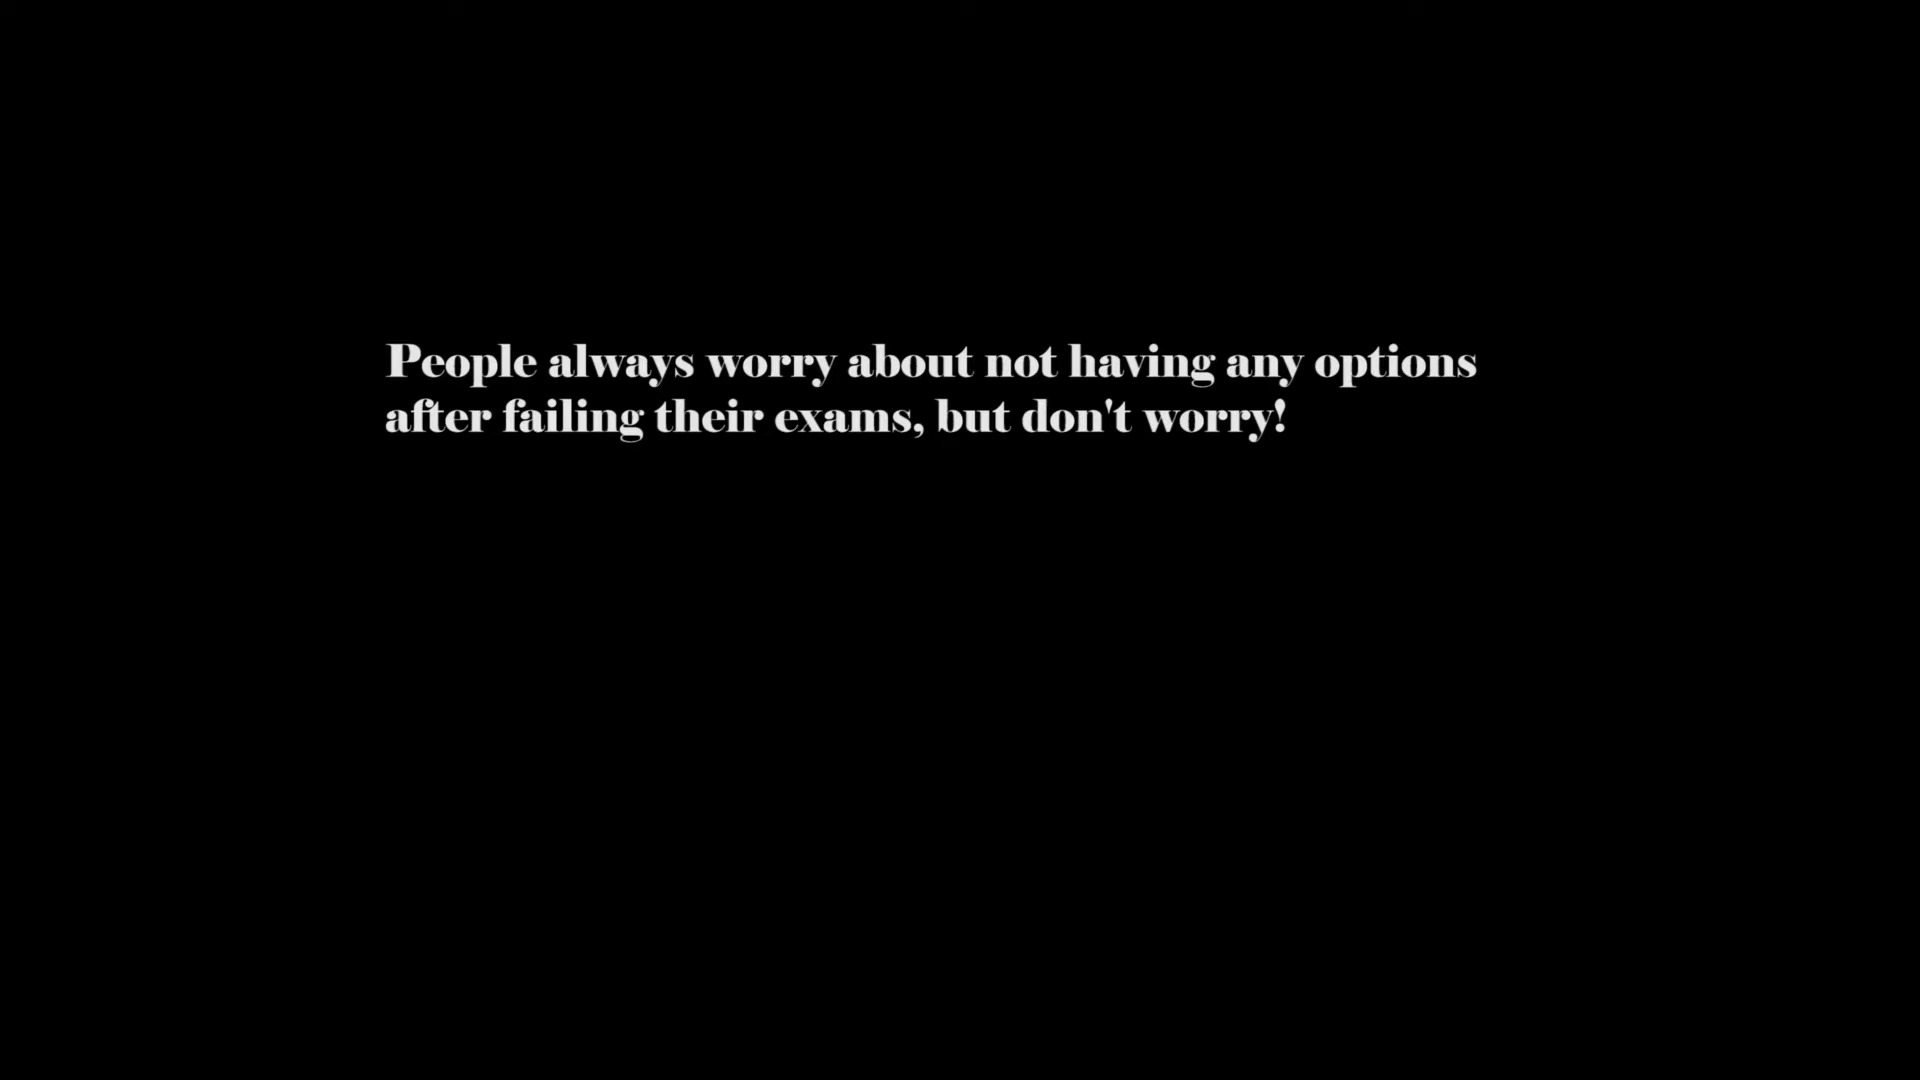 People always worry about not having any options
after failing their exams, but don't worry!